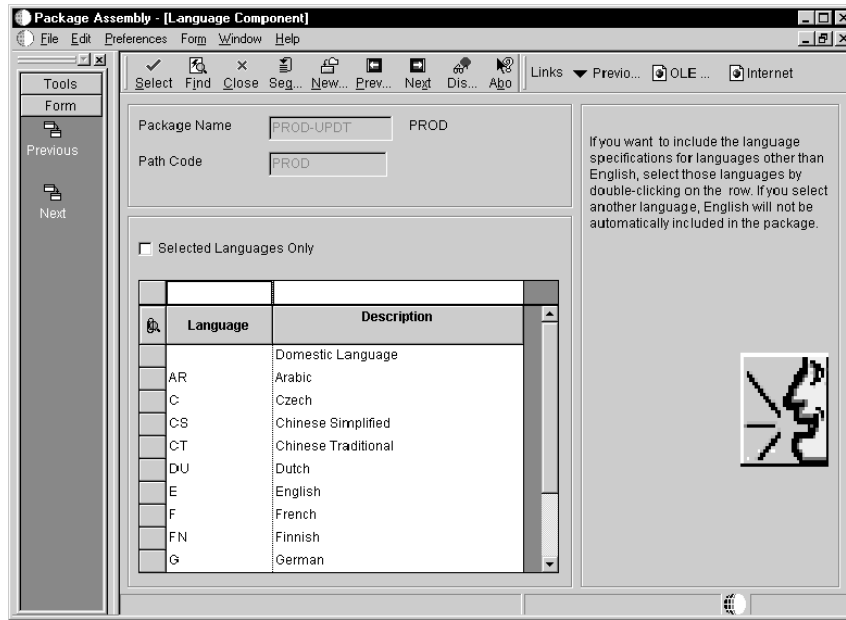 Package Assembly - [Language Component]
File Edit Preferences Form Window Help
Tools
Form
Previous
Next
Select Find Close Seq... New... Prev... Next Dis... Abo
Links Previo... OLE ... Internet
Package Name PROD-UPDT PROD
Path Code PROD
Selected Languages Only
Language Description
Domestic Language
AR Arabic
C Czech
CS Chinese Simplified
CT Chinese Traditional
DU Dutch
E English
F French
FN Finnish
G German
If you want to include the language
specifications for languages other than
English, select those languages by
double-clicking on the row. If you select
another language, English will not be
automatically included in the package.